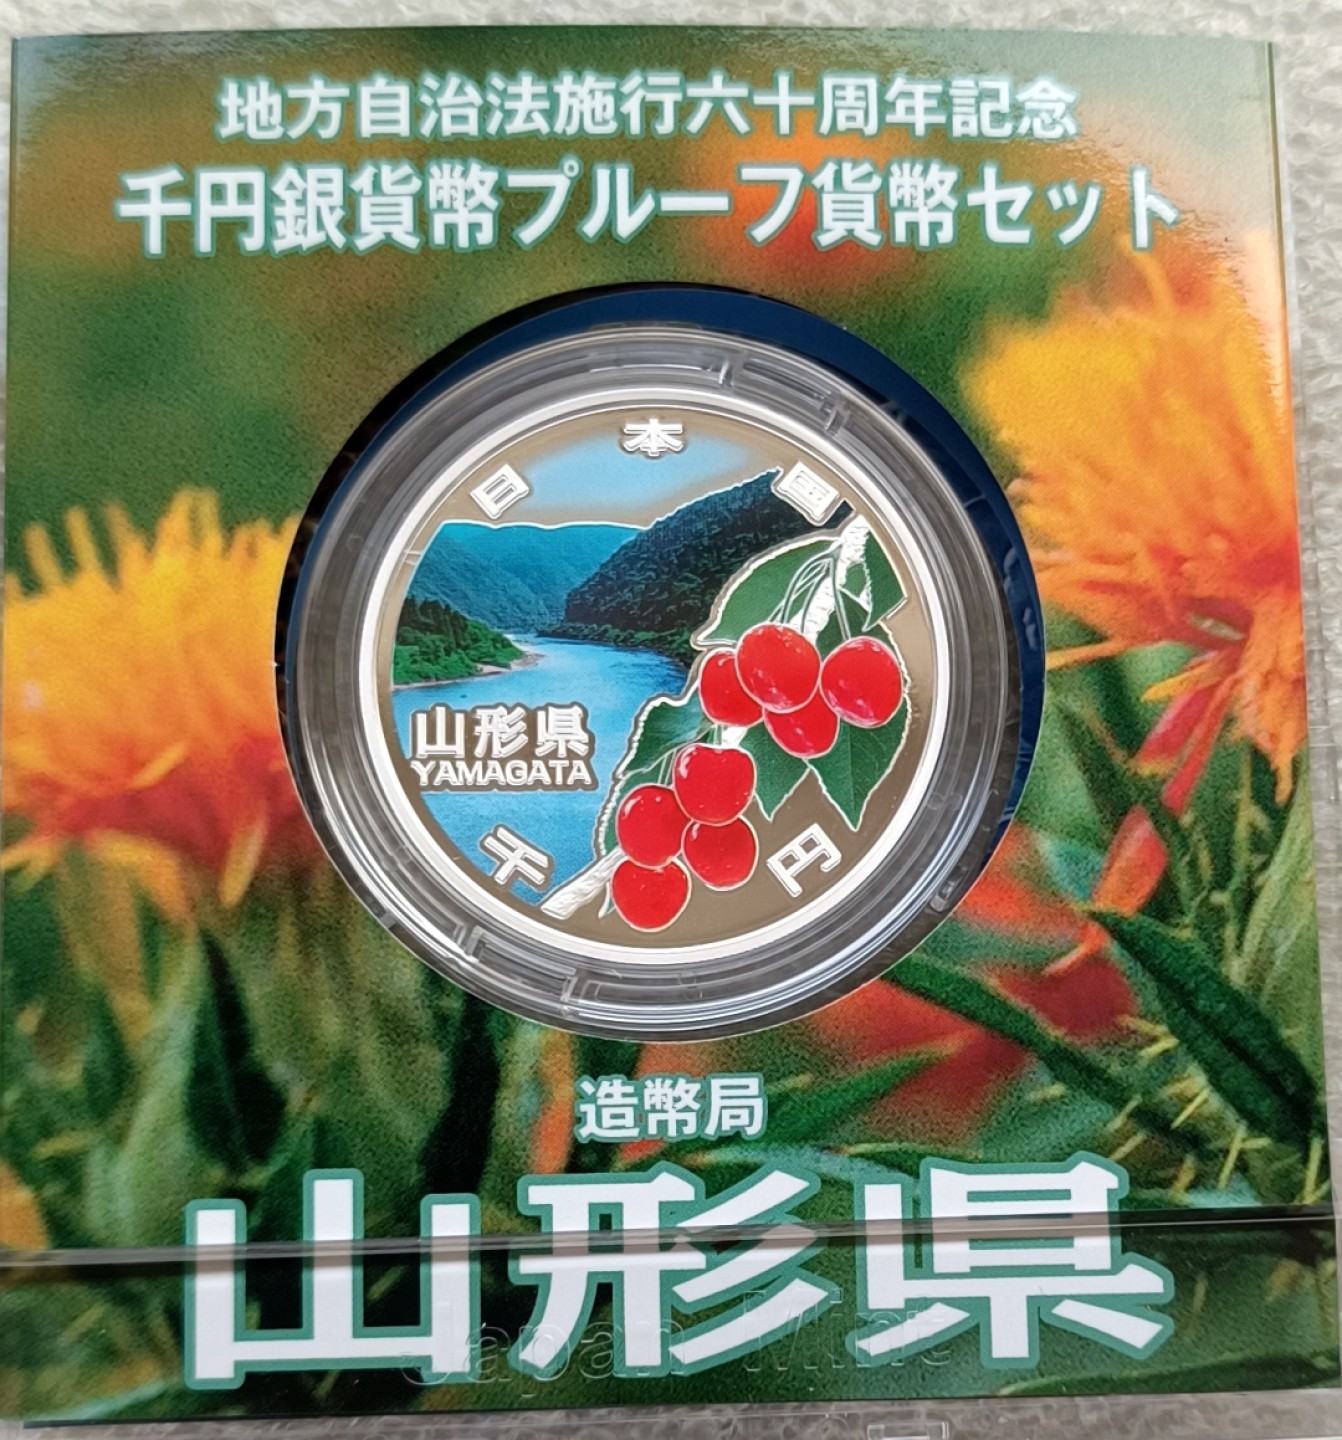 地方自治法施行六十周年記念
千円銀貨幣プルーフ貨幣セット
日本国
山形県
YAMAGATA
千円
造幣局
山形県
Japan Mint